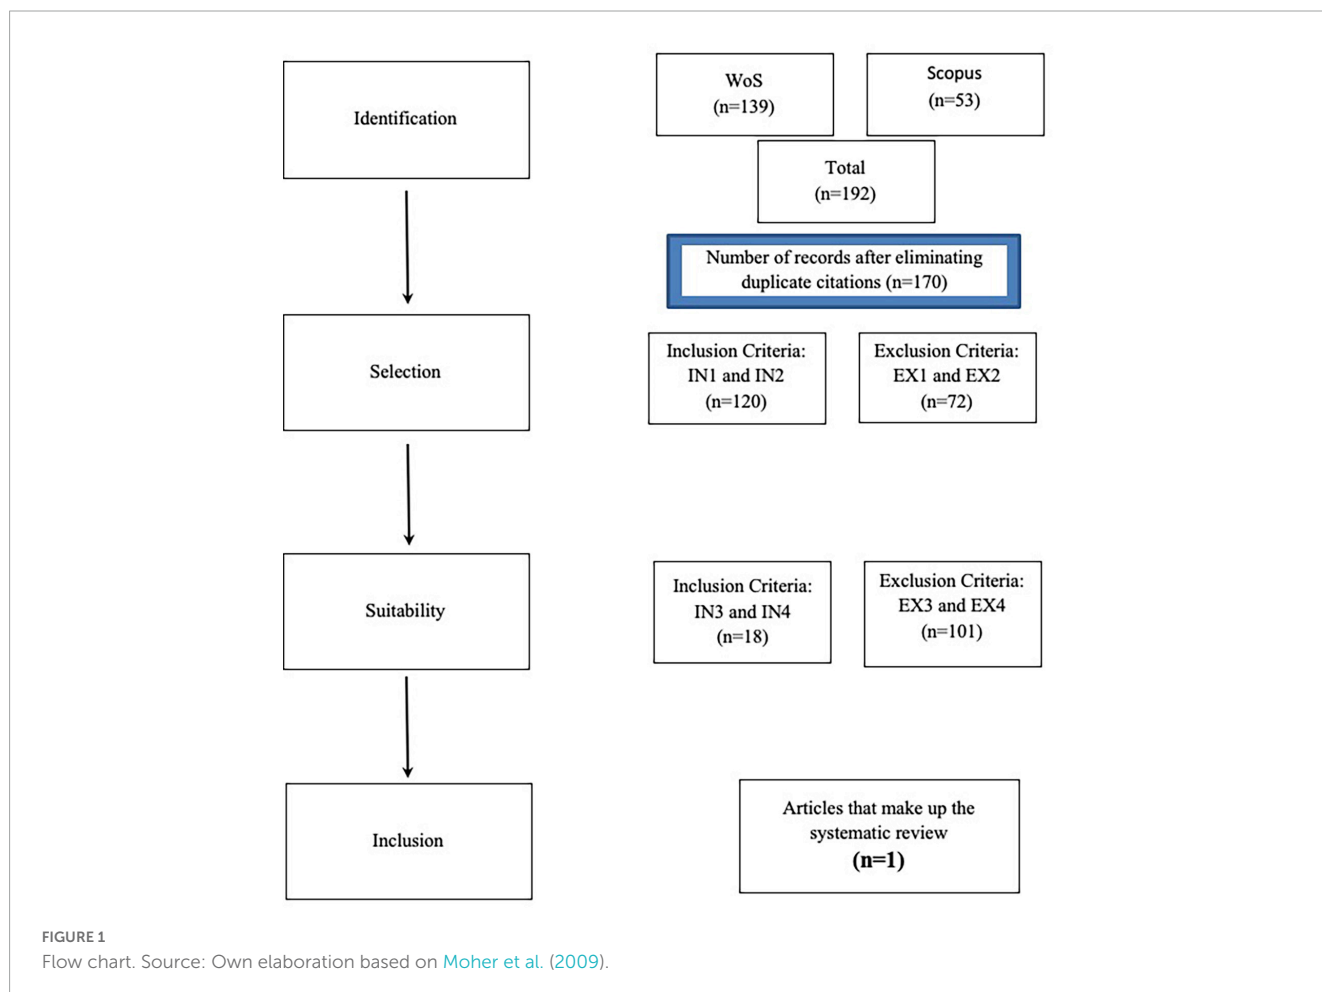 Identification
WoS
(n=139)
Scopus
(n=53)
Total
(n=192)
Number of records after eliminating
duplicate citations (n=170)
Selection
Inclusion Criteria:
IN1 and IN2
(n=120)
Exclusion Criteria:
EX1 and EX2
(n=72)
Suitability
Inclusion Criteria:
IN3 and IN4
(n=18)
Exclusion Criteria:
EX3 and EX4
(n=101)
Inclusion
Articles that make up the
systematic review
(n=1)
FIGURE 1
Flow chart. Source: Own elaboration based on Moher et al. (2009).